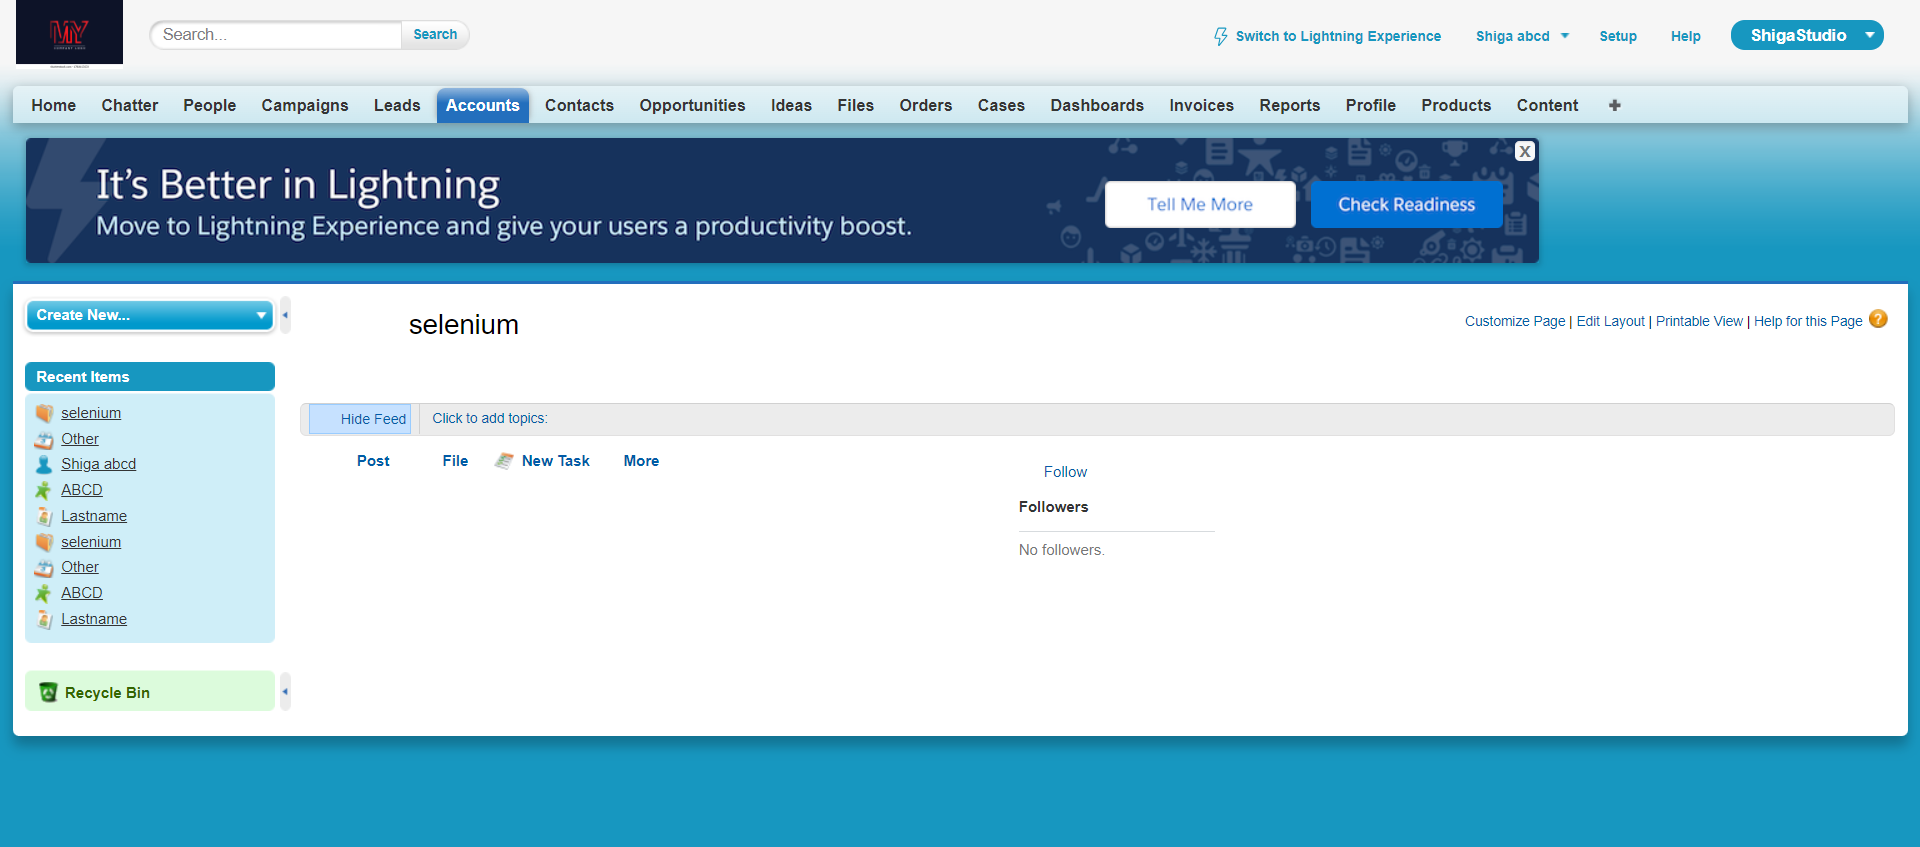 MY
COMPANY LOGO
Search...
Search
Switch to Lightning Experience
Shiga abcd
Setup
Help
ShigaStudio
Home
Chatter
People
Campaigns
Leads
Accounts
Contacts
Opportunities
Ideas
Files
Orders
Cases
Dashboards
Invoices
Reports
Profile
Products
Content
It's Better in Lightning
Move to Lightning Experience and give your users a productivity boost.
Tell Me More
Check Readiness
X
Create New...
selenium
Customize Page | Edit Layout | Printable View | Help for this Page
?
Recent Items
selenium
Other
Shiga abcd
ABCD
Lastname
selenium
Other
ABCD
Lastname
Recycle Bin
Hide Feed
Click to add topics:
Post
File
New Task
More
Follow
Followers
No followers.